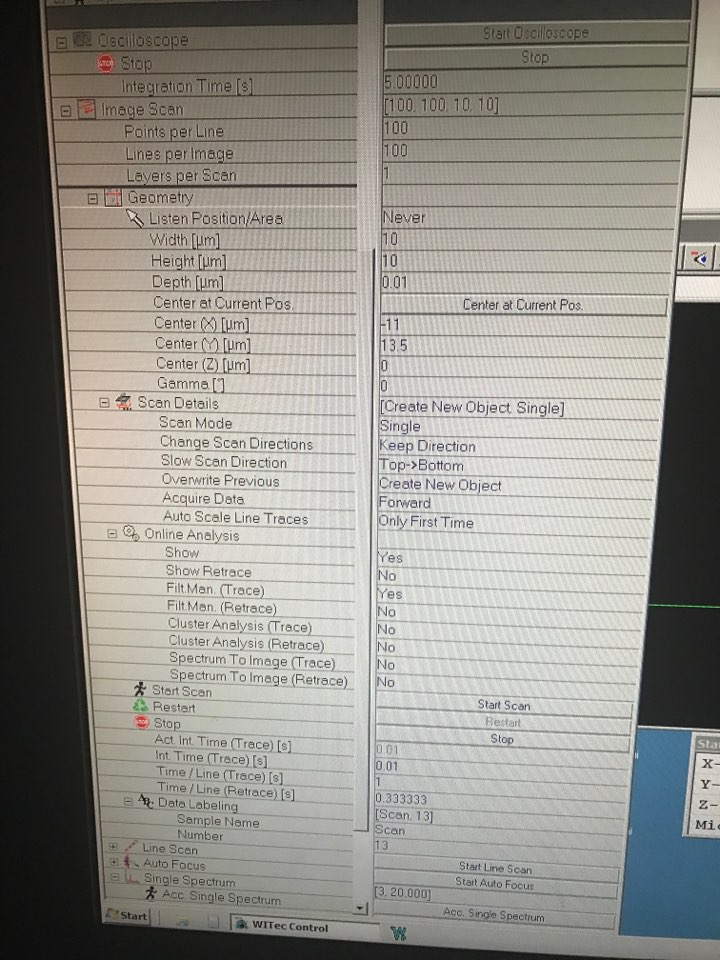 Oscilloscope Start Oscilloscope
Stop Stop
Integration Time [s] 5.00000
Image Scan [100, 100, 10, 10]
Points per Line 100
Lines per Image 100
Layers per Scan 1
Geometry
Listen Position/Area Never
Width [µm] 10
Height [µm] 10
Depth [µm] 0.01
Center at Current Pos. Center at Current Pos.
Center (X) [µm] -11
Center (Y) [µm] 13.5
Center (Z) [µm] 0
Gamma [°] 0
Scan Details [Create New Object, Single]
Scan Mode Single
Change Scan Directions Keep Direction
Slow Scan Direction Top->Bottom
Overwrite Previous Create New Object
Acquire Data Forward
Auto Scale Line Traces Only First Time
Online Analysis
Show Yes
Show Retrace No
Filt.Man. (Trace) Yes
Filt.Man. (Retrace) No
Cluster Analysis (Trace) No
Cluster Analysis (Retrace) No
Spectrum To Image (Trace) No
Spectrum To Image (Retrace) No
Start Scan Start Scan
Restart Restart
Stop Stop
Act. Int. Time (Trace) [s] 0.01
Int. Time (Trace) [s] 0.01
Time / Line (Trace) [s] 1
Time / Line (Retrace) [s] 0.333333
Data Labeling [Scan, 13]
Sample Name Scan
Number 13
Line Scan Start Line Scan
Auto Focus Start Auto Focus
Single Spectrum [3, 20,000]
Acc. Single Spectrum Acc. Single Spectrum
X-
Y-
Z-
Mic
Start WITec Control